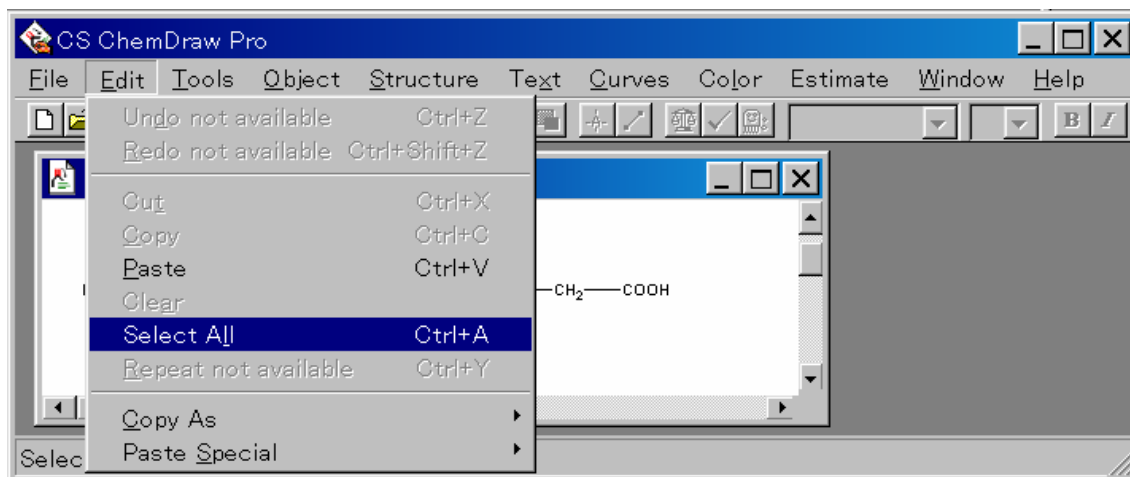 CS ChemDraw Pro
File Edit Tools Object Structure Text Curves Color Estimate Window Help
Undo not available Ctrl+Z
Redo not available Ctrl+Shift+Z
B I
Cut Ctrl+X
Copy Ctrl+C
Paste Ctrl+V
Clear
CH₂—COOH
Select All Ctrl+A
Repeat not available Ctrl+Y
Copy As
Paste Special
Selec